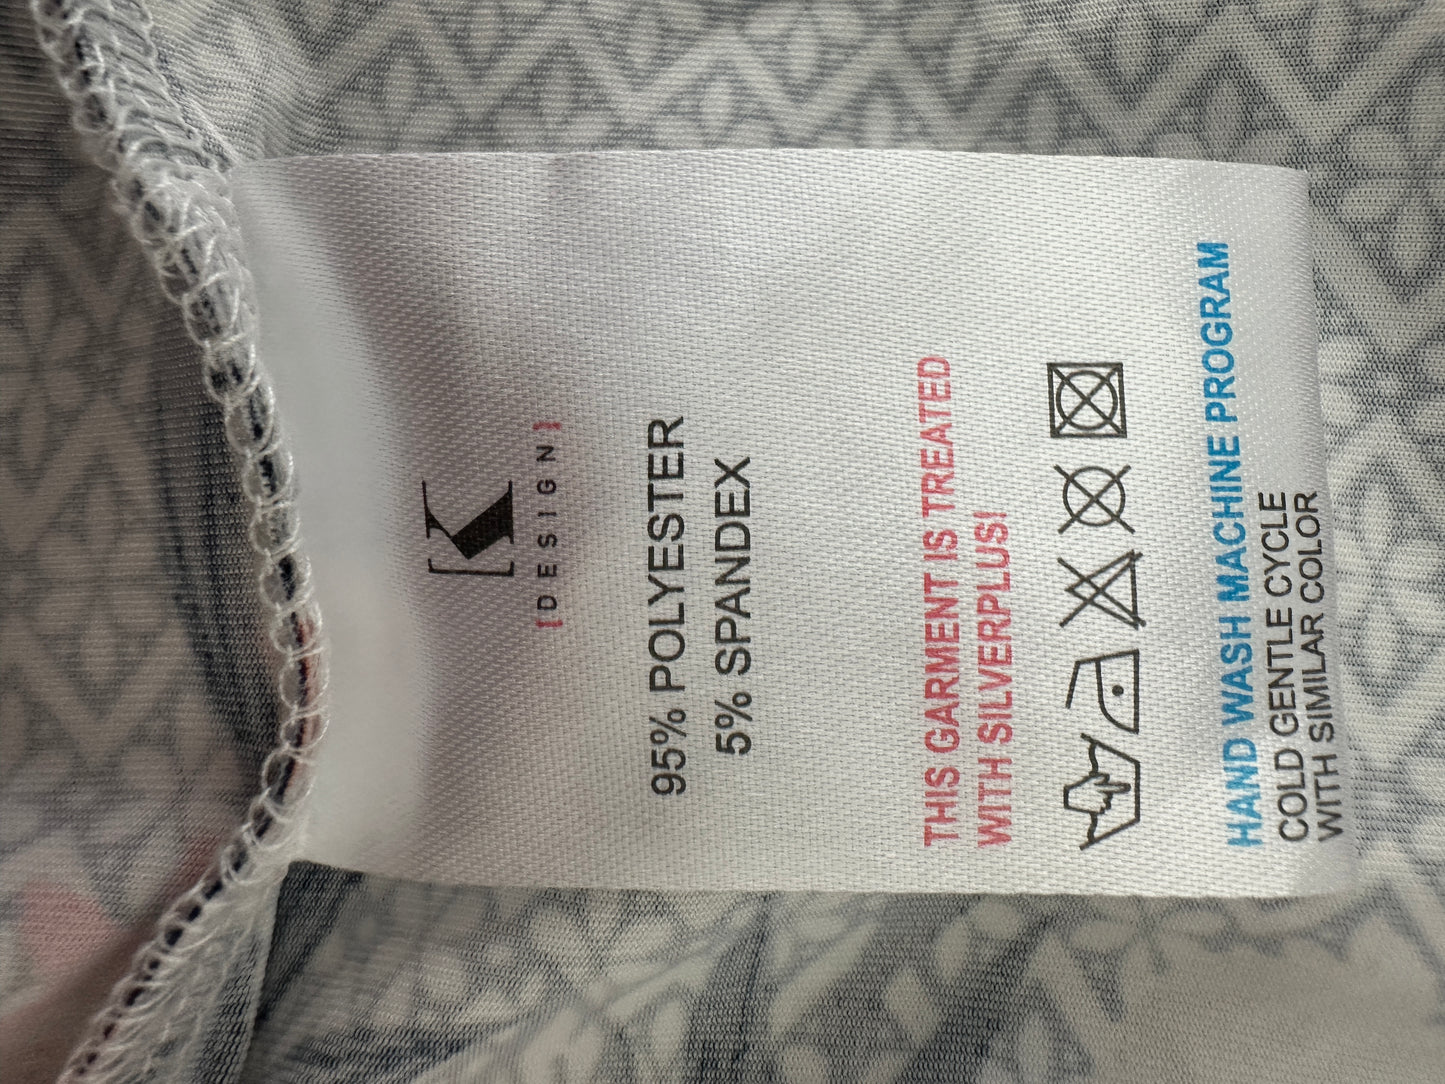 [K
[DESIGN]
95% POLYESTER
5% SPANDEX
THIS GARMENT IS TREATED
WITH SILVERPLUS!
HAND WASH MACHINE PROGRAM
COLD GENTLE CYCLE
WITH SIMILAR COLOR